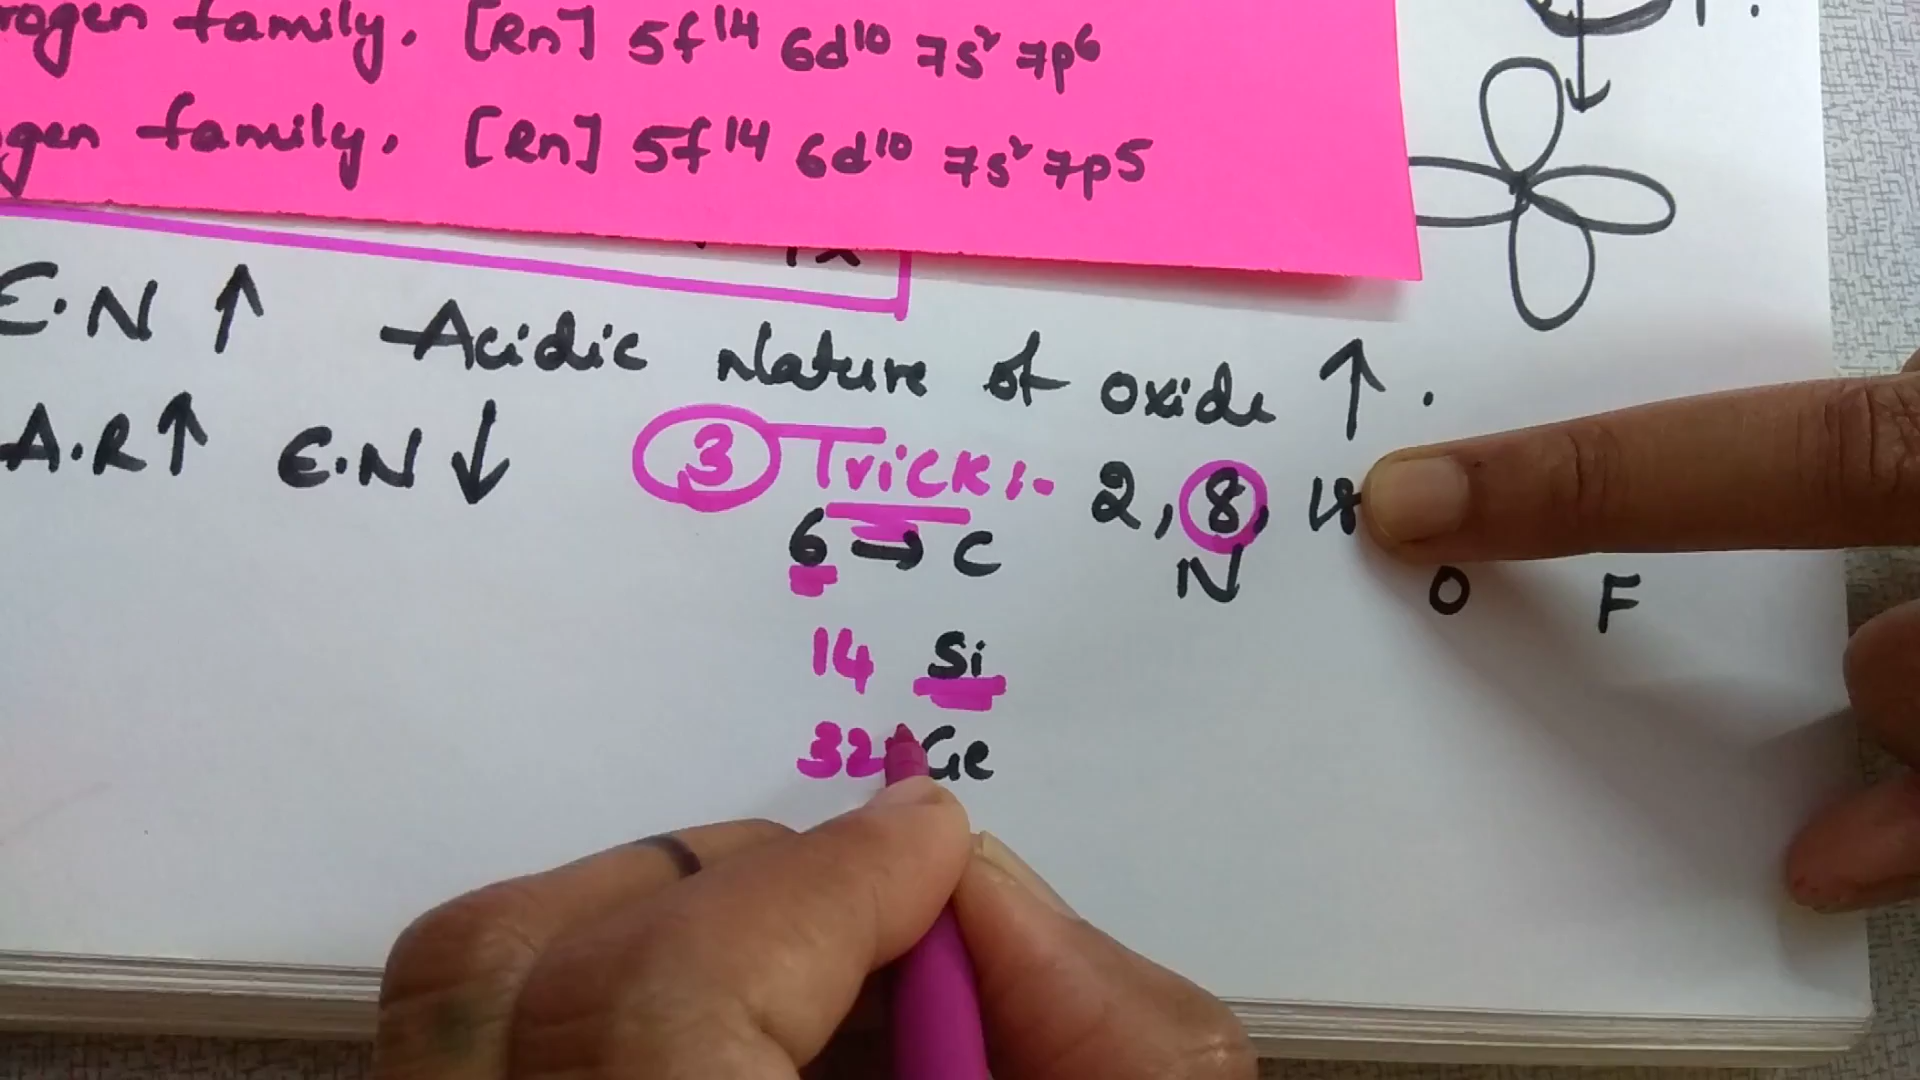 rogen family. [Rn] 5f¹⁴ 6d¹⁰ 7s² 7p⁶
gen family. [Rn] 5f¹⁴ 6d¹⁰ 7s² 7p5
E.N ↑ Acidic Nature of oxide ↑ .
A.R ↑ E.N ↓
3 Trick :- 2, 8, 18
6 → C N O F
14 Si
32 Ge